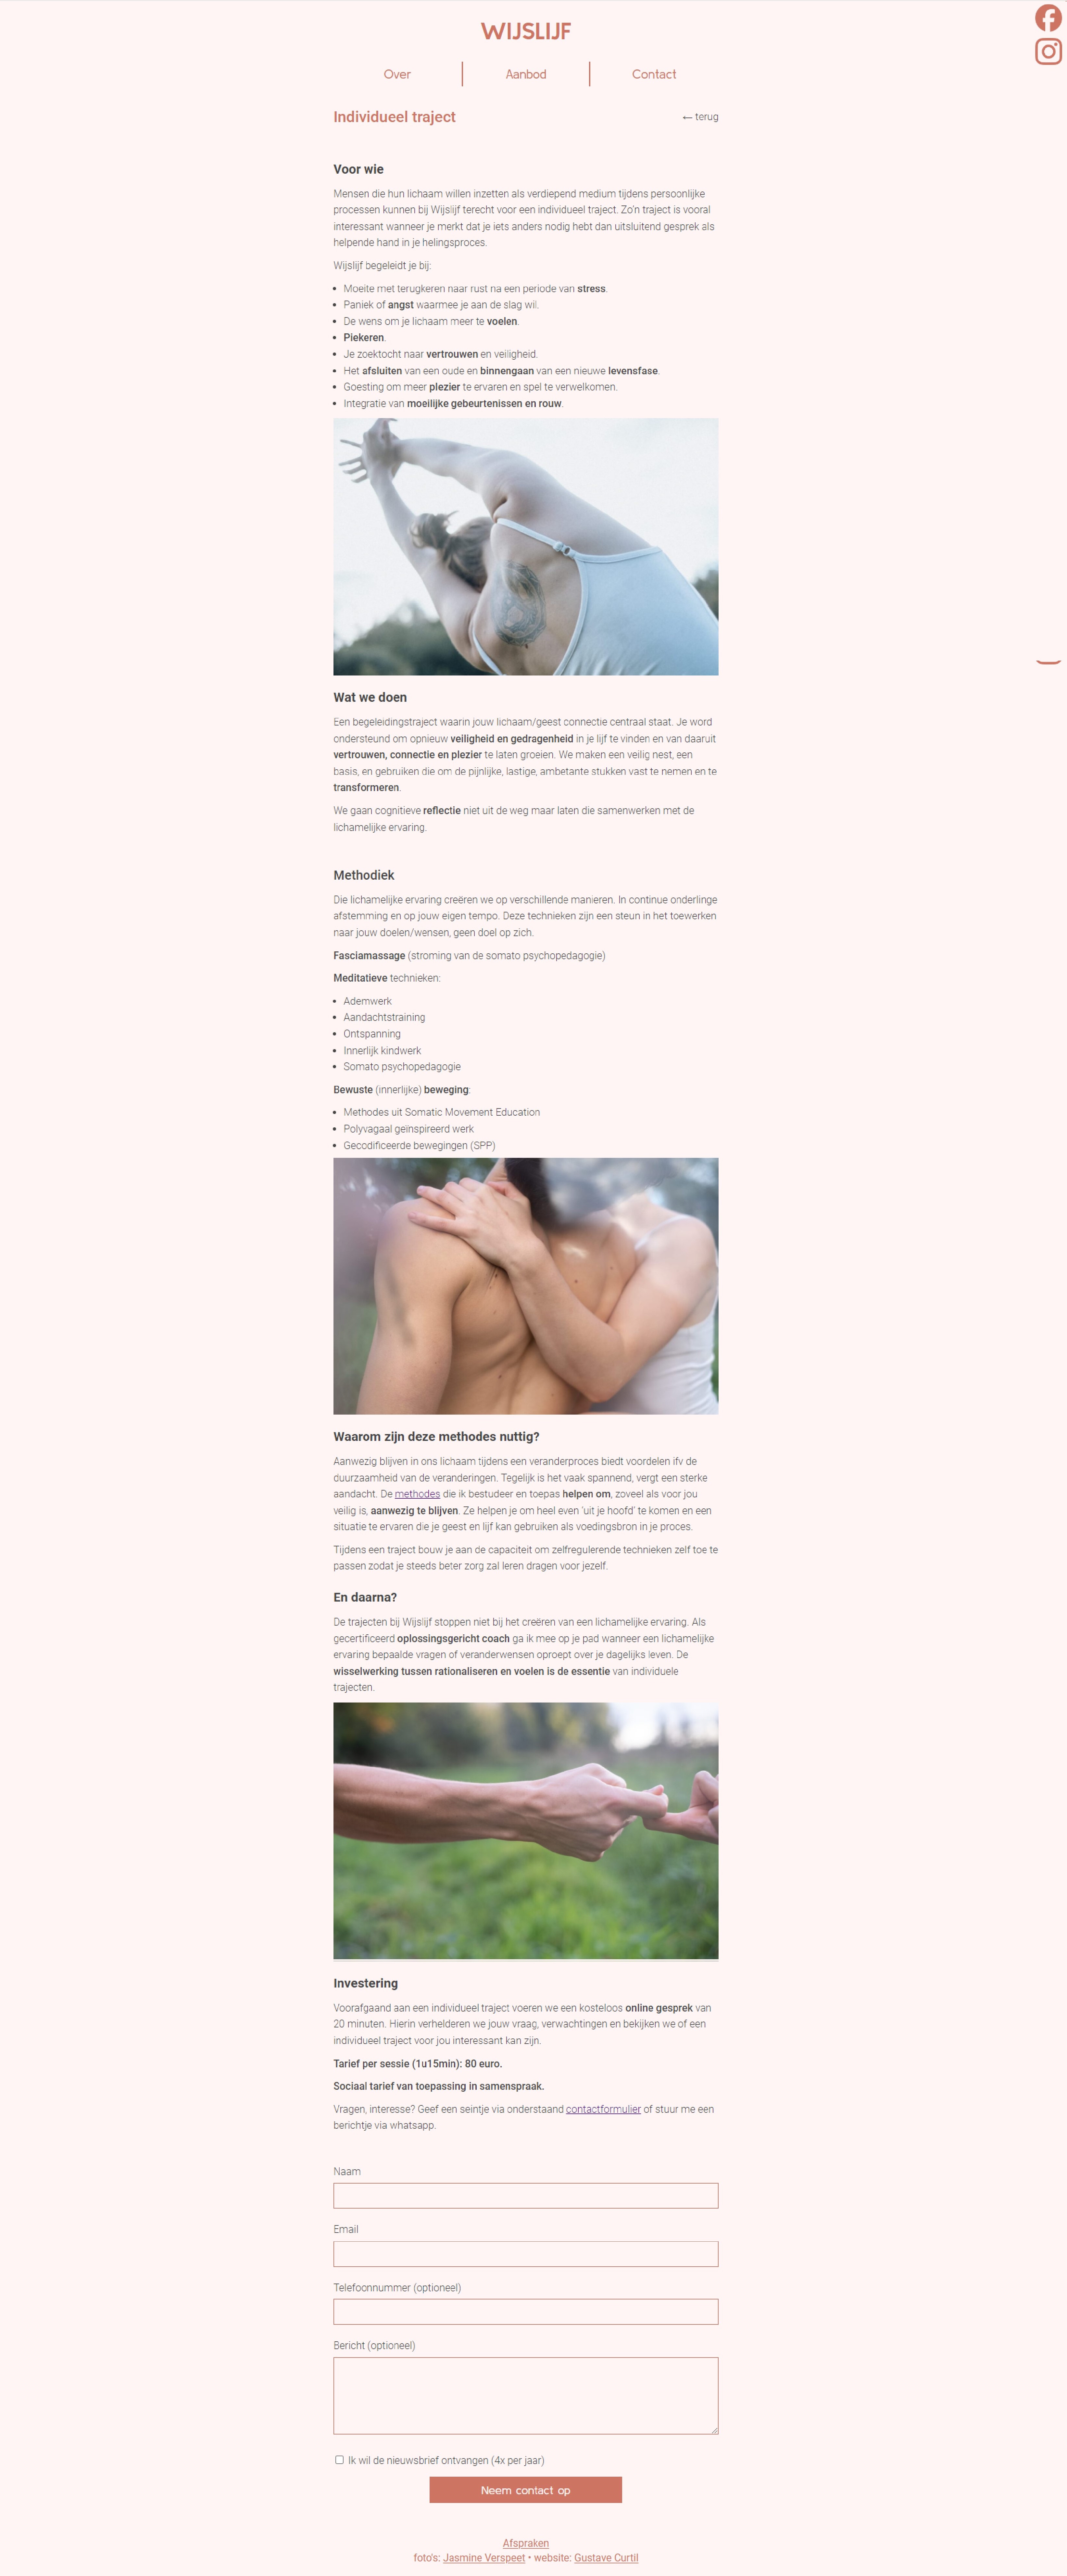 WIJSLIJF
Over
Aanbod
Contact
Individueel traject
← terug
Voor wie
Mensen die hun lichaam willen inzetten als verdiepend medium tijdens persoonlijke
processen kunnen bij Wijslijf terecht voor een individueel traject. Zo'n traject is vooral
interessant wanneer je merkt dat je iets anders nodig hebt dan uitsluitend gesprek als
helpende hand in je helingsproces.
Wijslijf begeleidt je bij:
• Moeite met terugkeren naar rust na een periode van stress.
• Paniek of angst waarmee je aan de slag wil.
• De wens om je lichaam meer te voelen.
• Piekeren.
• Je zoektocht naar vertrouwen en veiligheid.
• Het afsluiten van een oude en binnengaan van een nieuwe levensfase.
• Goesting om meer plezier te ervaren en spel te verwelkomen.
• Integratie van moeilijke gebeurtenissen en rouw.
Wat we doen
Een begeleidingstraject waarin jouw lichaam/geest connectie centraal staat. Je word
ondersteund om opnieuw veiligheid en gedragenheid in je lijf te vinden en van daaruit
vertrouwen, connectie en plezier te laten groeien. We maken een veilig nest, een
basis, en gebruiken die om de pijnlijke, lastige, ambetante stukken vast te nemen en te
transformeren.
We gaan cognitieve reflectie niet uit de weg maar laten die samenwerken met de
lichamelijke ervaring.
Methodiek
Die lichamelijke ervaring creëren we op verschillende manieren. In continue onderlinge
afstemming en op jouw eigen tempo. Deze technieken zijn een steun in het toewerken
naar jouw doelen/wensen, geen doel op zich.
Fasciamassage (stroming van de somato psychopedagogie)
Meditatieve technieken:
• Ademwerk
• Aandachtstraining
• Ontspanning
• Innerlijk kindwerk
• Somato psychopedagogie
Bewuste (innerlijke) beweging:
• Methodes uit Somatic Movement Education
• Polyvagaal geïnspireerd werk
• Gecodificeerde bewegingen (SPP)
Waarom zijn deze methodes nuttig?
Aanwezig blijven in ons lichaam tijdens een veranderproces biedt voordelen ifv de
duurzaamheid van de veranderingen. Tegelijk is het vaak spannend, vergt een sterke
aandacht. De methodes die ik bestudeer en toepas helpen om, zoveel als voor jou
veilig is, aanwezig te blijven. Ze helpen je om heel even 'uit je hoofd' te komen en een
situatie te ervaren die je geest en lijf kan gebruiken als voedingsbron in je proces.
Tijdens een traject bouw je aan de capaciteit om zelfregulerende technieken zelf toe te
passen zodat je steeds beter zorg zal leren dragen voor jezelf.
En daarna?
De trajecten bij Wijslijf stoppen niet bij het creëren van een lichamelijke ervaring. Als
gecertificeerd oplossingsgericht coach ga ik mee op je pad wanneer een lichamelijke
ervaring bepaalde vragen of veranderwensen oproept over je dagelijks leven. De
wisselwerking tussen rationaliseren en voelen is de essentie van individuele
trajecten.
Investering
Voorafgaand aan een individueel traject voeren we een kosteloos online gesprek van
20 minuten. Hierin verhelderen we jouw vraag, verwachtingen en bekijken we of een
individueel traject voor jou interessant kan zijn.
Tarief per sessie (1u15min): 80 euro.
Sociaal tarief van toepassing in samenspraak.
Vragen, interesse? Geef een seintje via onderstaand contactformulier of stuur me een
berichtje via whatsapp.
Naam
Email
Telefoonnummer (optioneel)
Bericht (optioneel)
Ik wil de nieuwsbrief ontvangen (4x per jaar)
Neem contact op
Afspraken
foto's: Jasmine Verspeet • website: Gustave Curtil